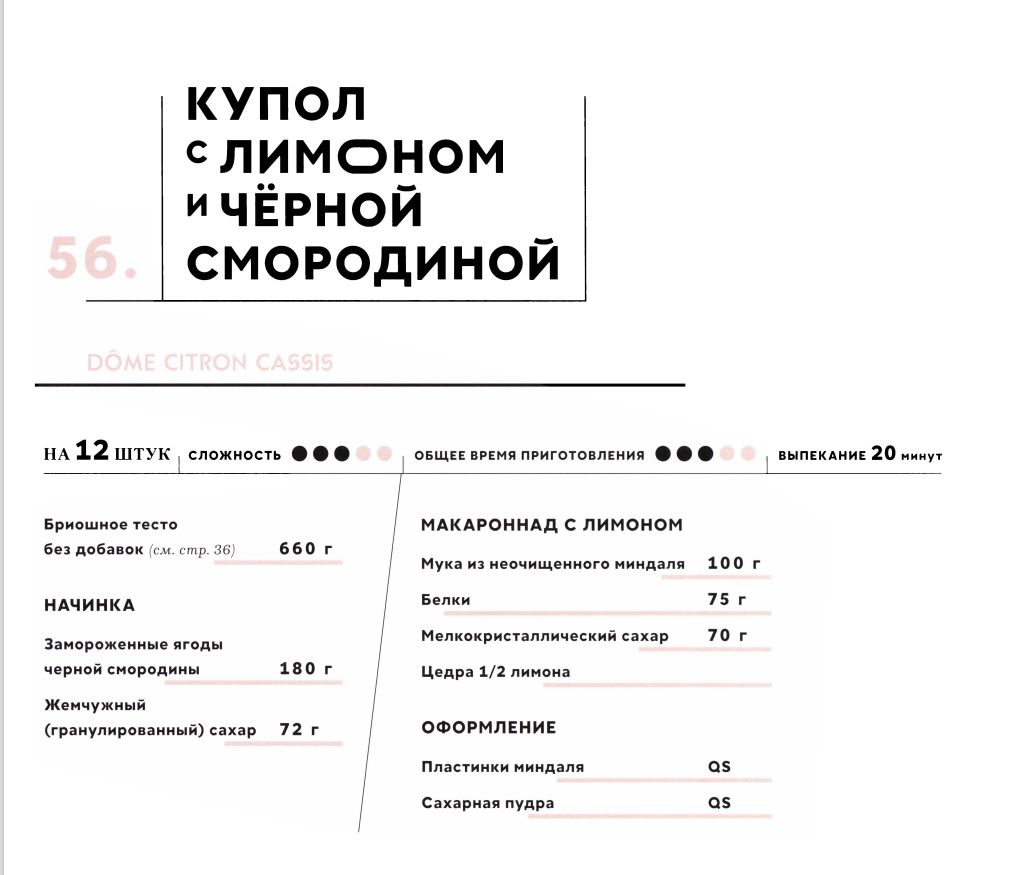 КУПОЛ
С ЛИМОНОМ
И ЧЁРНОЙ
СМОРОДИНОЙ
56.
DÔME CITRON CASSIS
НА 12 ШТУК СЛОЖНОСТЬ ОБЩЕЕ ВРЕМЯ ПРИГОТОВЛЕНИЯ ВЫПЕКАНИЕ 20 минут
Бриошное тесто
без добавок (см. стр. 36) 660 г
НАЧИНКА
Замороженные ягоды
черной смородины 180 г
Жемчужный
(гранулированный) сахар 72 г
МАКАРОННАД С ЛИМОНОМ
Мука из неочищенного миндаля 100 г
Белки 75 г
Мелкокристаллический сахар 70 г
Цедра 1/2 лимона
ОФОРМЛЕНИЕ
Пластинки миндаля QS
Сахарная пудра QS